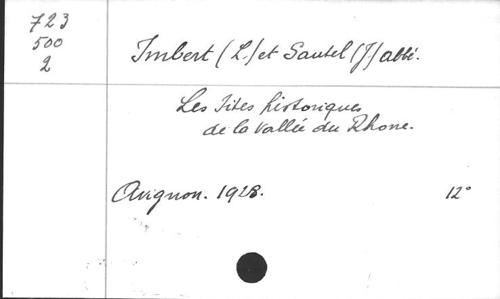 723
500
2
Imbert (L.) et Sautel (J) abbé.
Les Sites historiques
de la Vallée du Rhone.
Avignon. 1928.
12°